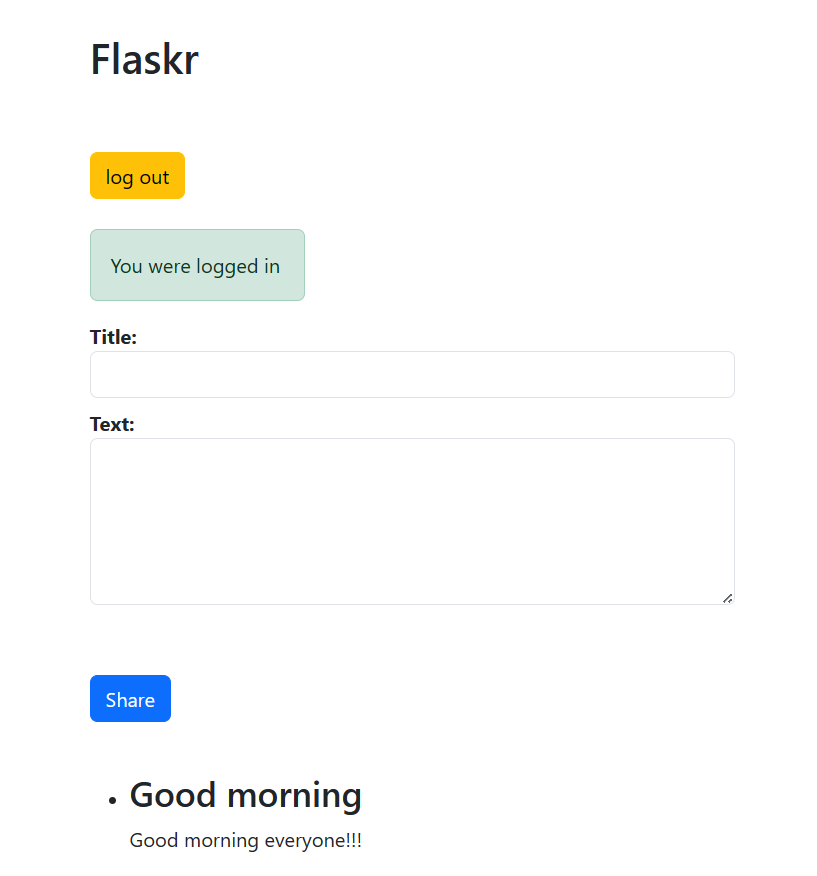 Flaskr
log out
You were logged in
Title:
Text:
Share
Good morning
Good morning everyone!!!